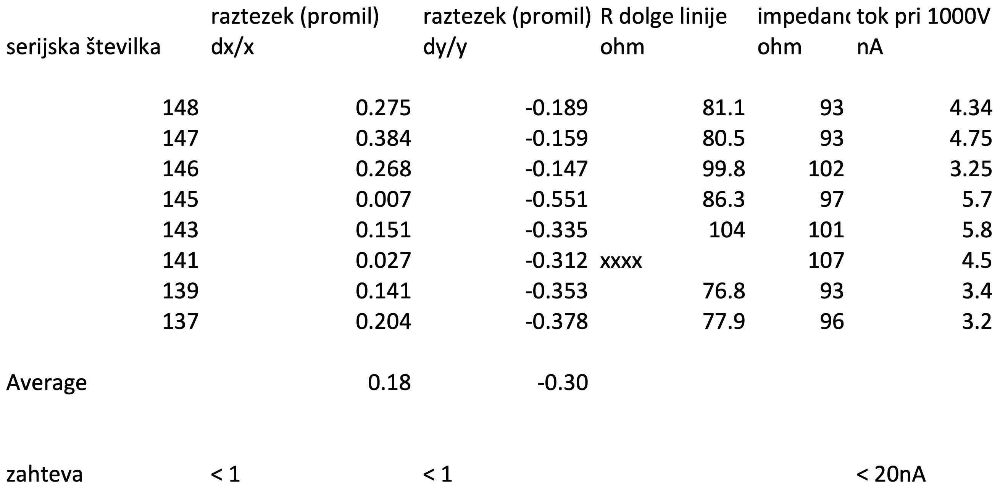 raztezek (promil) raztezek (promil) R dolge linije impedanc tok pri 1000V
serijska številka dx/x dy/y ohm ohm nA
148 0.275 -0.189 81.1 93 4.34
147 0.384 -0.159 80.5 93 4.75
146 0.268 -0.147 99.8 102 3.25
145 0.007 -0.551 86.3 97 5.7
143 0.151 -0.335 104 101 5.8
141 0.027 -0.312 xxxx 107 4.5
139 0.141 -0.353 76.8 93 3.4
137 0.204 -0.378 77.9 96 3.2
Average 0.18 -0.30
zahteva < 1 < 1 < 20nA